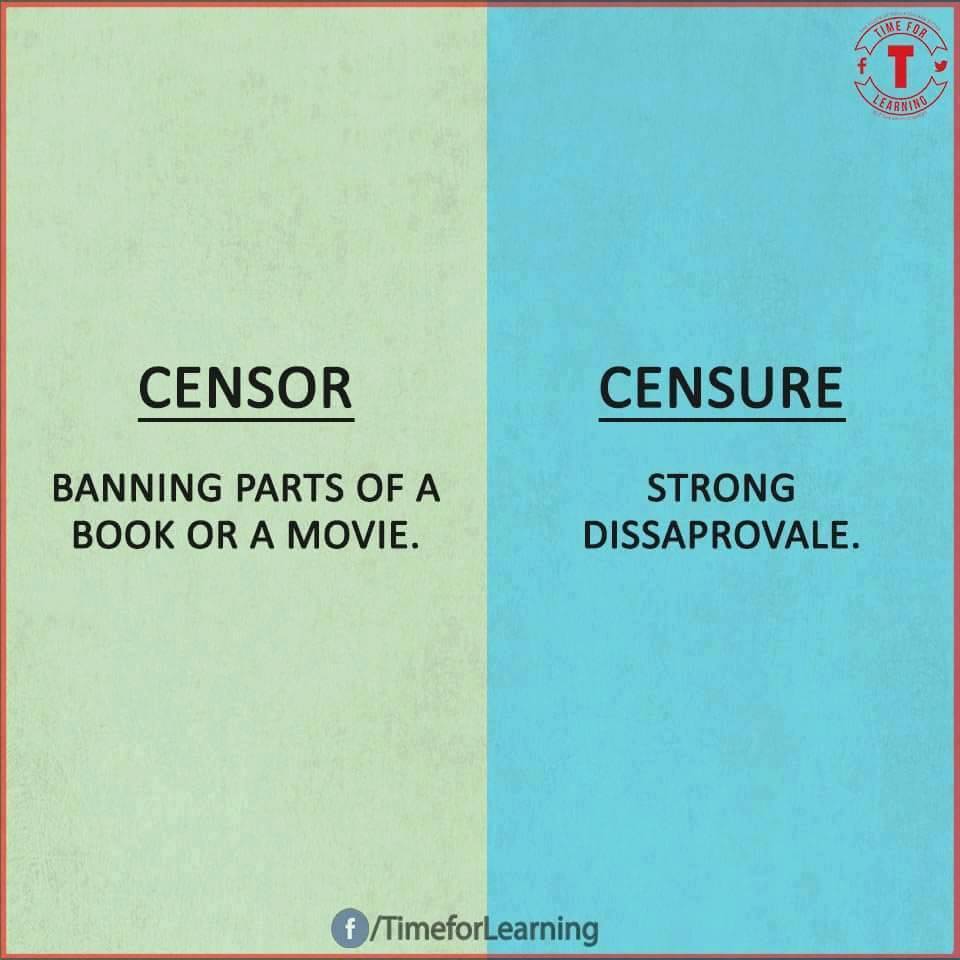 TIME FOR
f T
LEARNING
CENSOR
BANNING PARTS OF A
BOOK OR A MOVIE.
CENSURE
STRONG
DISSAPROVALE.
f /TimeforLearning